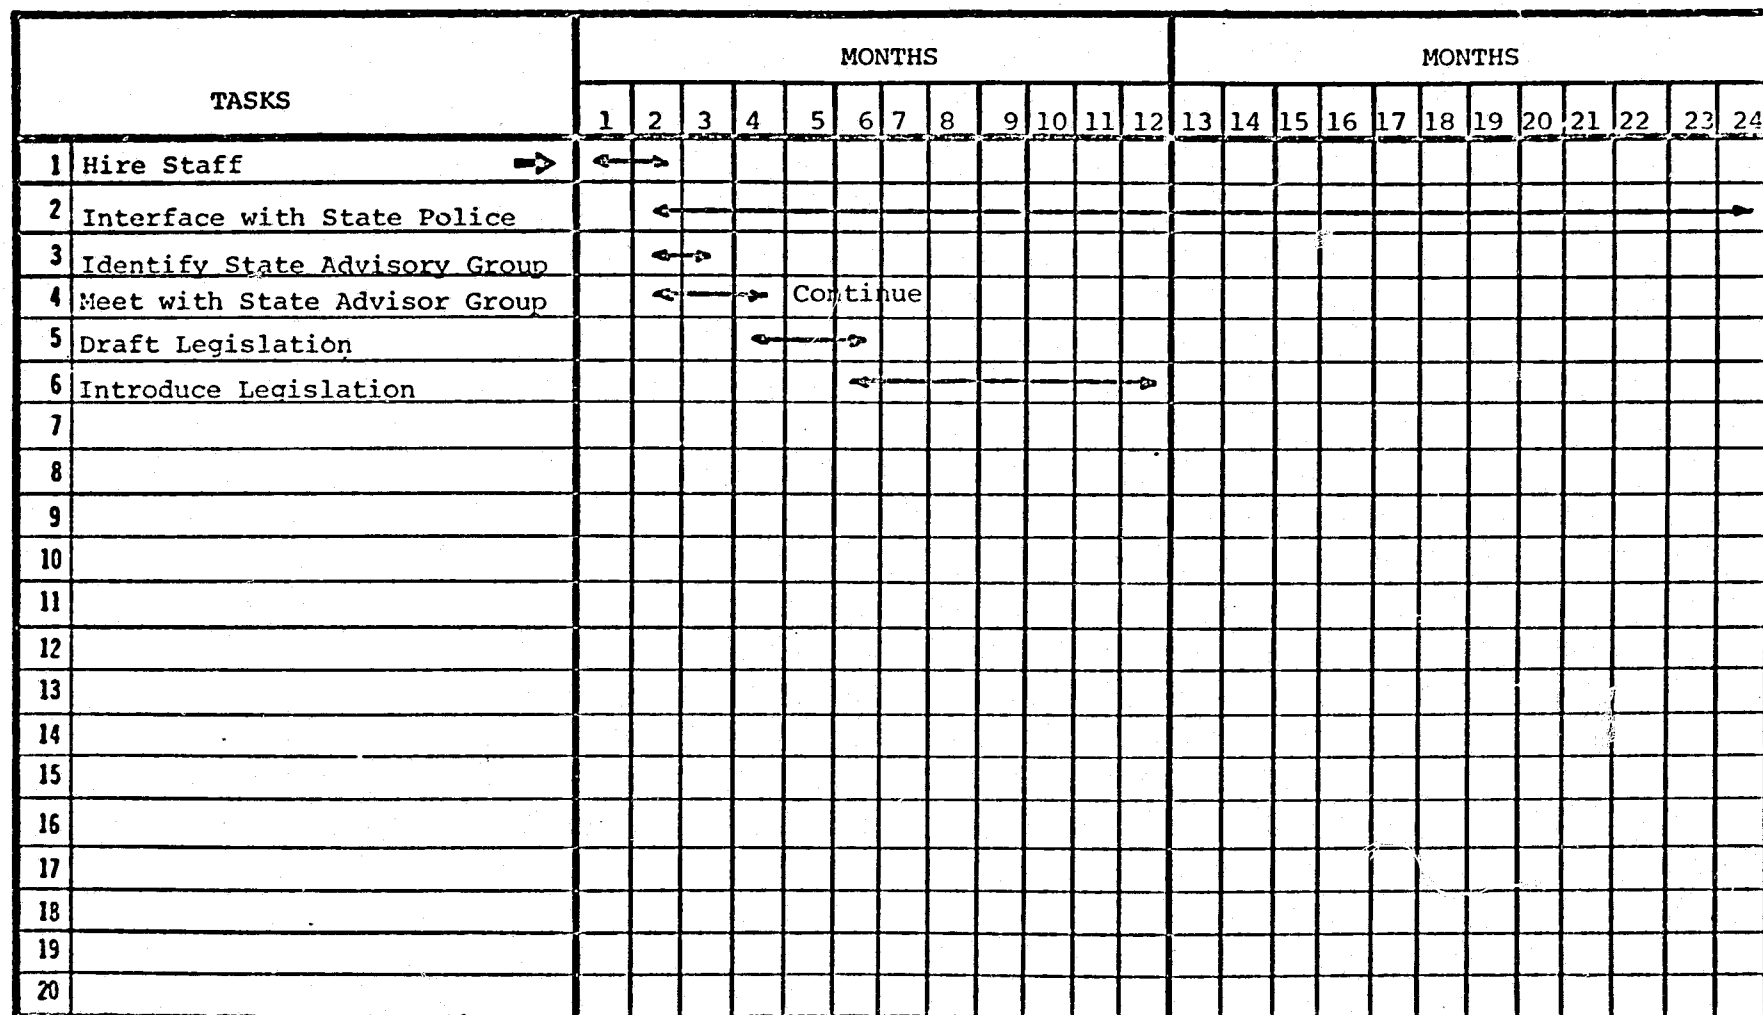 MONTHS MONTHS
TASKS
1 2 3 4 5 6 7 8 9 10 11 12 13 14 15 16 17 18 19 20 21 22 23 24
1 Hire Staff
2 Interface with State Police
3 Identify State Advisory Group
4 Meet with State Advisor Group Continue
5 Draft Legislation
6 Introduce Legislation
7
8
9
10
11
12
13
14
15
16
17
18
19
20